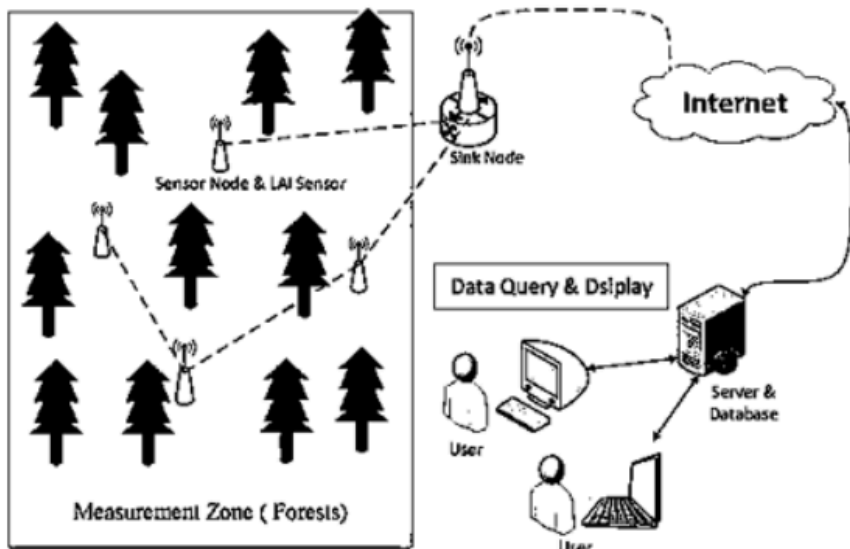 Internet
Sink Node
Sensor Node & LAI Sensor
Data Query & Dsiplay
Server &
Database
User
User
Measurement Zone ( Forests)